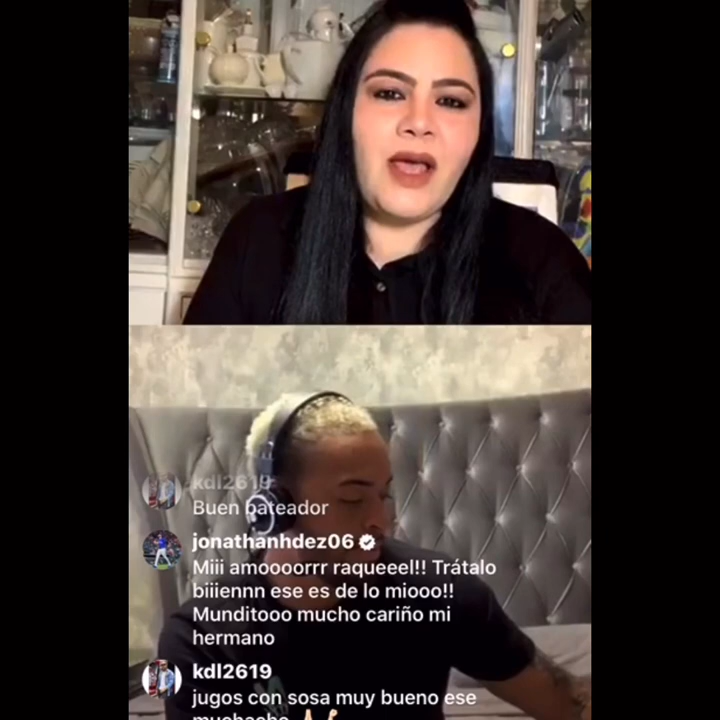 kdl2619
Buen bateador
jonathanhdez06
Miii amoooorrr raqueeel!! Trátalo
biiiennn ese es de lo miooo!!
Munditooo mucho cariño mi
hermano
kdl2619
jugos con sosa muy bueno ese
muchacho